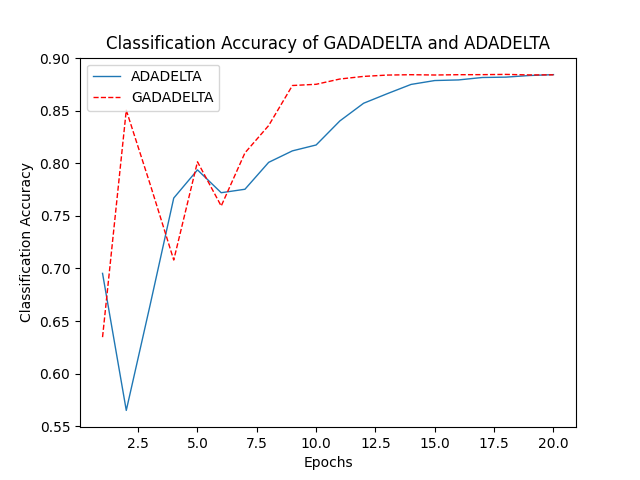 Classification Accuracy of GADADELTA and ADADELTA
ADADELTA
GADADELTA
Classification Accuracy
0.90
0.85
0.80
0.75
0.70
0.65
0.60
0.55
2.5 5.0 7.5 10.0 12.5 15.0 17.5 20.0
Epochs